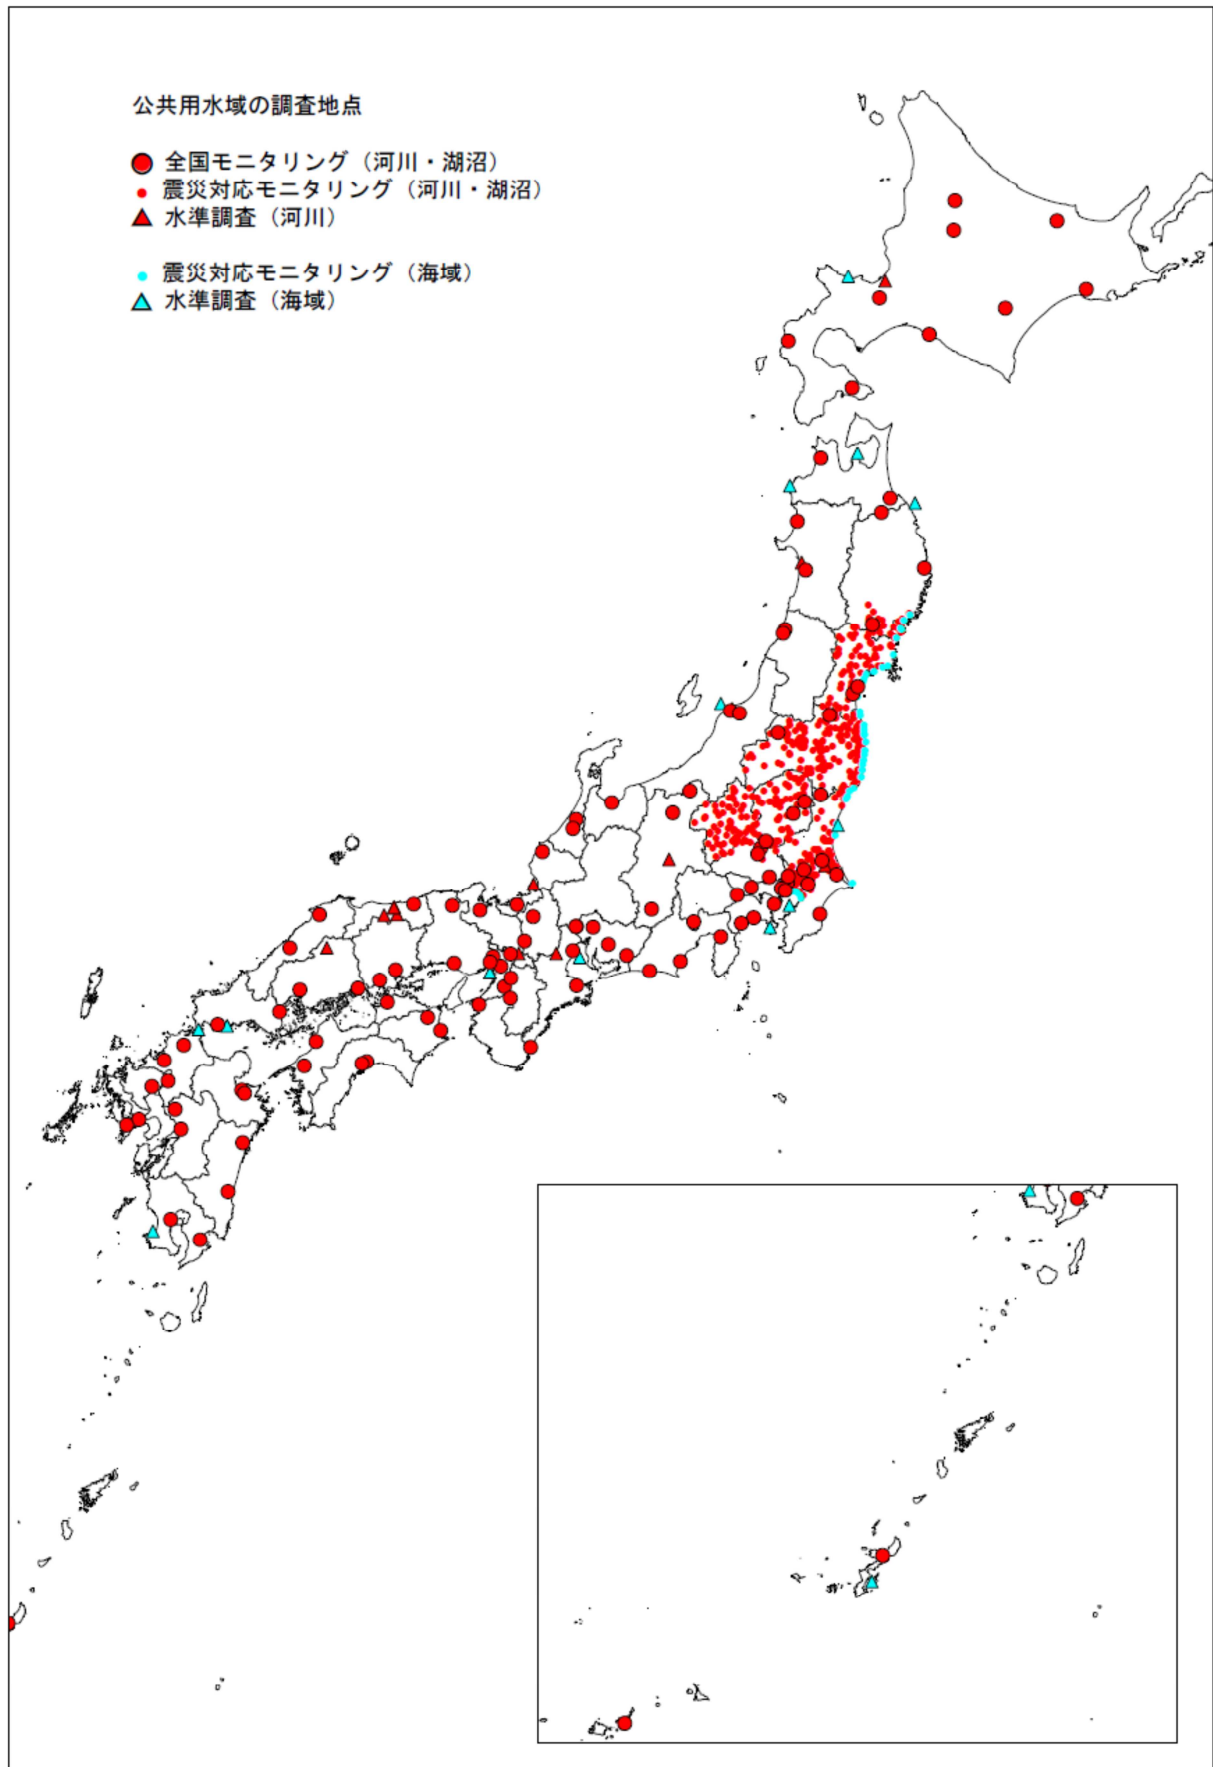 公共用水域の調査地点
全国モニタリング（河川・湖沼）
震災対応モニタリング（河川・湖沼）
水準調査（河川）
震災対応モニタリング（海域）
水準調査（海域）